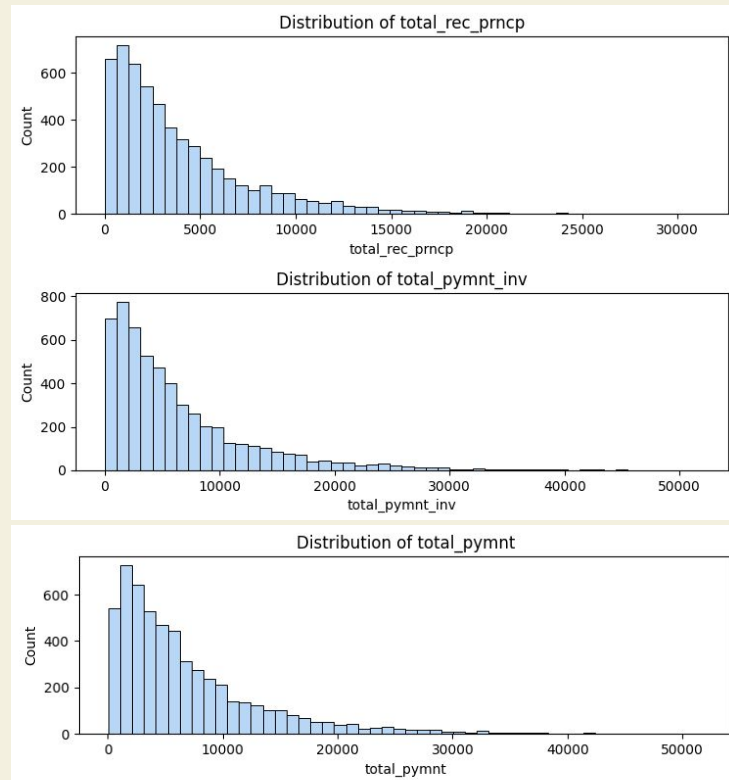 Distribution of total_rec_prncp
600
400
200
0
Count
0 5000 10000 15000 20000 25000 30000
total_rec_prncp
Distribution of total_pymnt_inv
800
600
400
200
0
Count
0 10000 20000 30000 40000 50000
total_pymnt_inv
Distribution of total_pymnt
600
400
200
0
Count
0 10000 20000 30000 40000 50000
total_pymnt